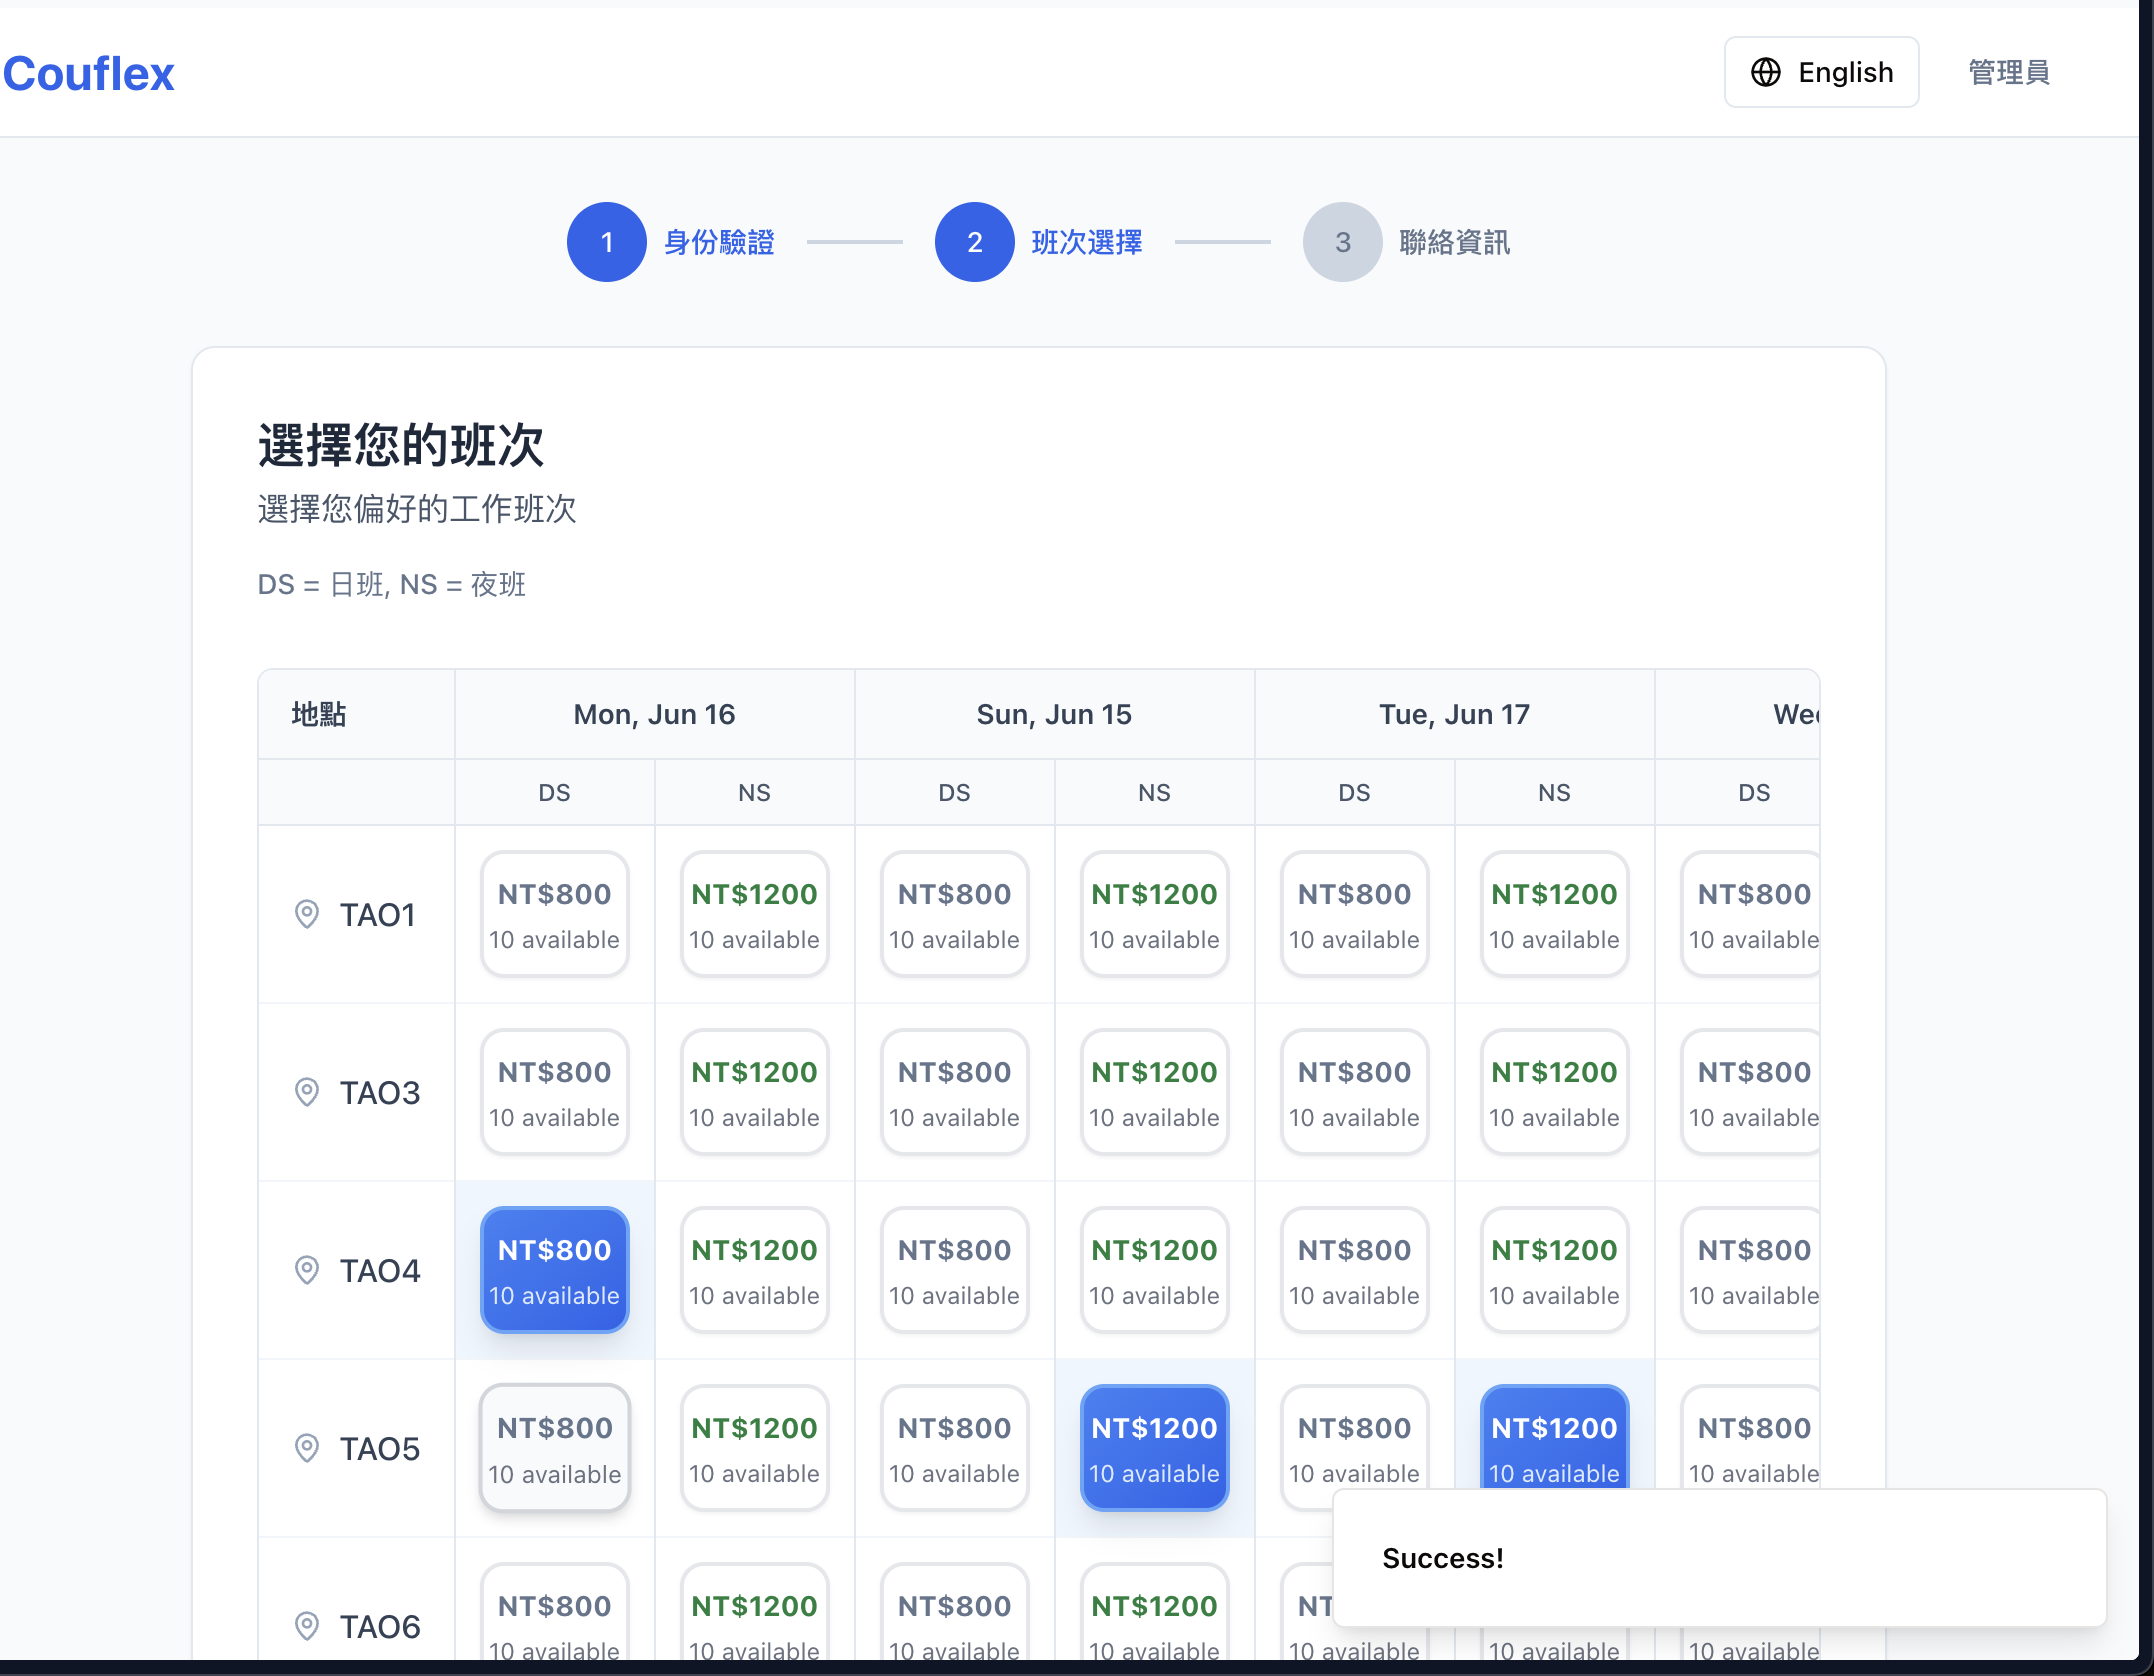 Couflex
English
管理員
1 身份驗證
2 班次選擇
3 聯絡資訊
選擇您的班次
選擇您偏好的工作班次
DS = 日班, NS = 夜班
地點 Mon, Jun 16 Sun, Jun 15 Tue, Jun 17
DS NS DS NS DS NS DS
TAO1 NT$800 NT$1200 NT$800 NT$1200 NT$800 NT$1200 NT$800
10 available 10 available 10 available 10 available 10 available 10 available 10 available
TAO3 NT$800 NT$1200 NT$800 NT$1200 NT$800 NT$1200 NT$800
10 available 10 available 10 available 10 available 10 available 10 available 10 available
TAO4 NT$800 NT$1200 NT$800 NT$1200 NT$800 NT$1200 NT$800
10 available 10 available 10 available 10 available 10 available 10 available 10 available
TAO5 NT$800 NT$1200 NT$800 NT$1200 NT$800 NT$1200 NT$800
10 available 10 available 10 available 10 available 10 available 10 available 10 available
TAO6 NT$800 NT$1200 NT$800 NT$1200
10 available 10 available 10 available 10 available 10 available 10 available 10 available
Success!